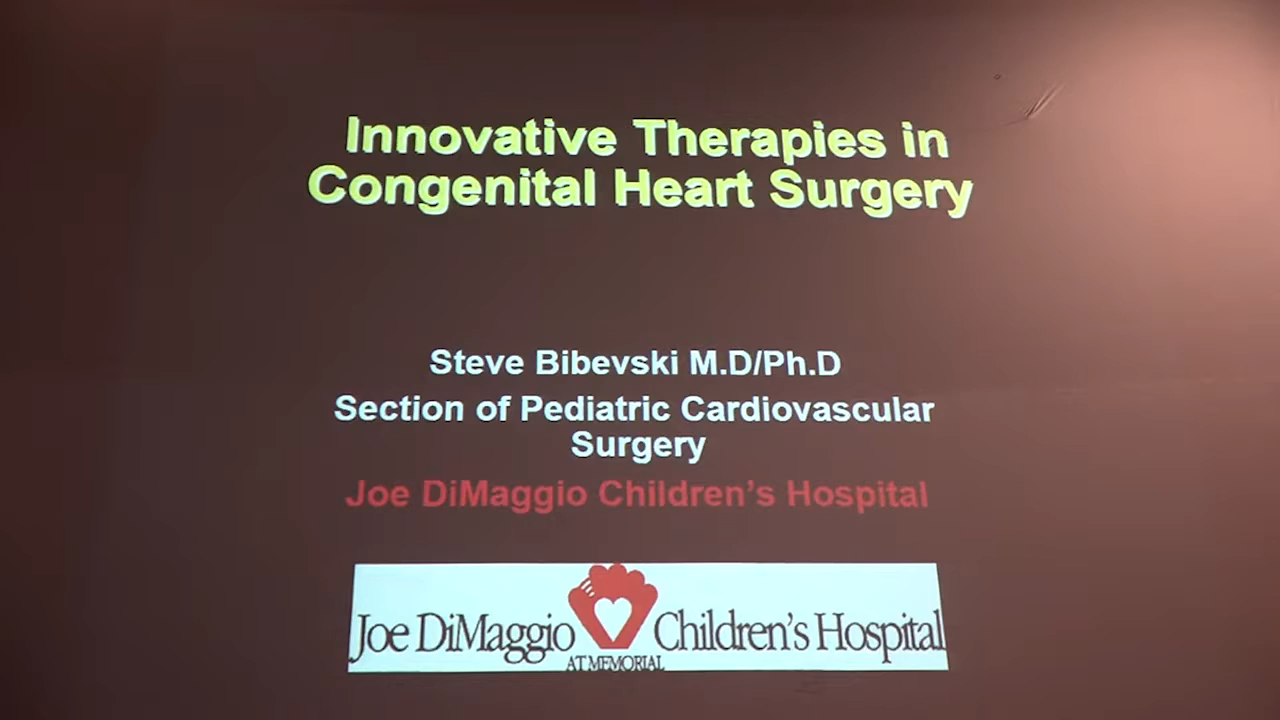 Innovative Therapies in
Congenital Heart Surgery
Steve Bibevski M.D/Ph.D
Section of Pediatric Cardiovascular
Surgery
Joe DiMaggio Children's Hospital
Joe DiMaggio Children's Hospital
AT MEMORIAL